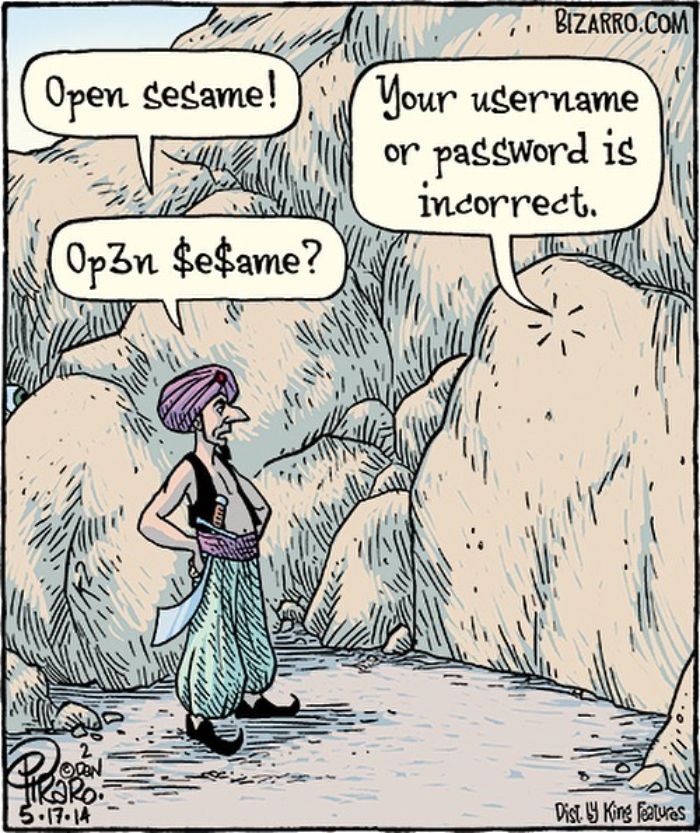 BIZARRO.COM
Open sesame!
Your username
or password is
incorrect.
Op3n $e$ame?
2
© DAN
PIRARO.
5·17·14
Dist. by King Features